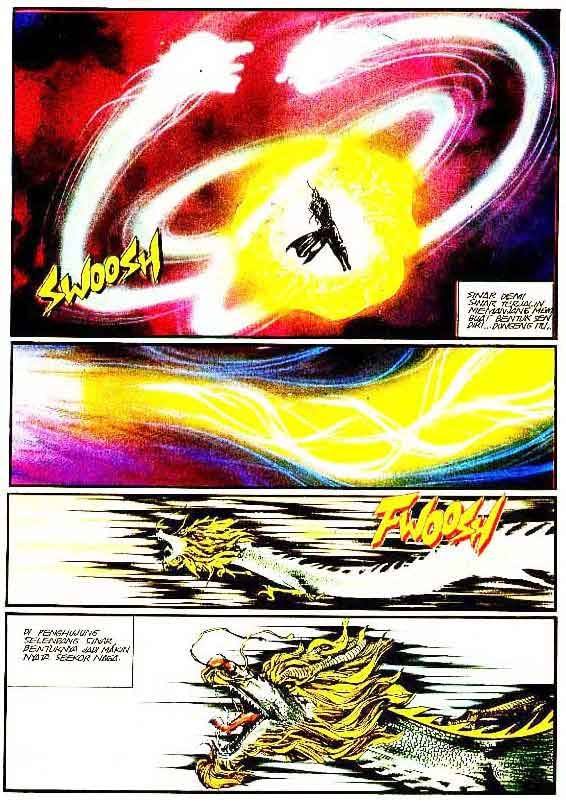 SWOOSH
SINAR DEMI
SINAR TERJALIN
MEMANJANG MEM
BUAT BENTUK SEN
DIRI... DONGENG ITU..
FWOOSH
DI PENGHUJUNG
SELENDANG SINAR,
BENTUKNYA JADI MAKIN
NYATA SEEKOR NAGA.